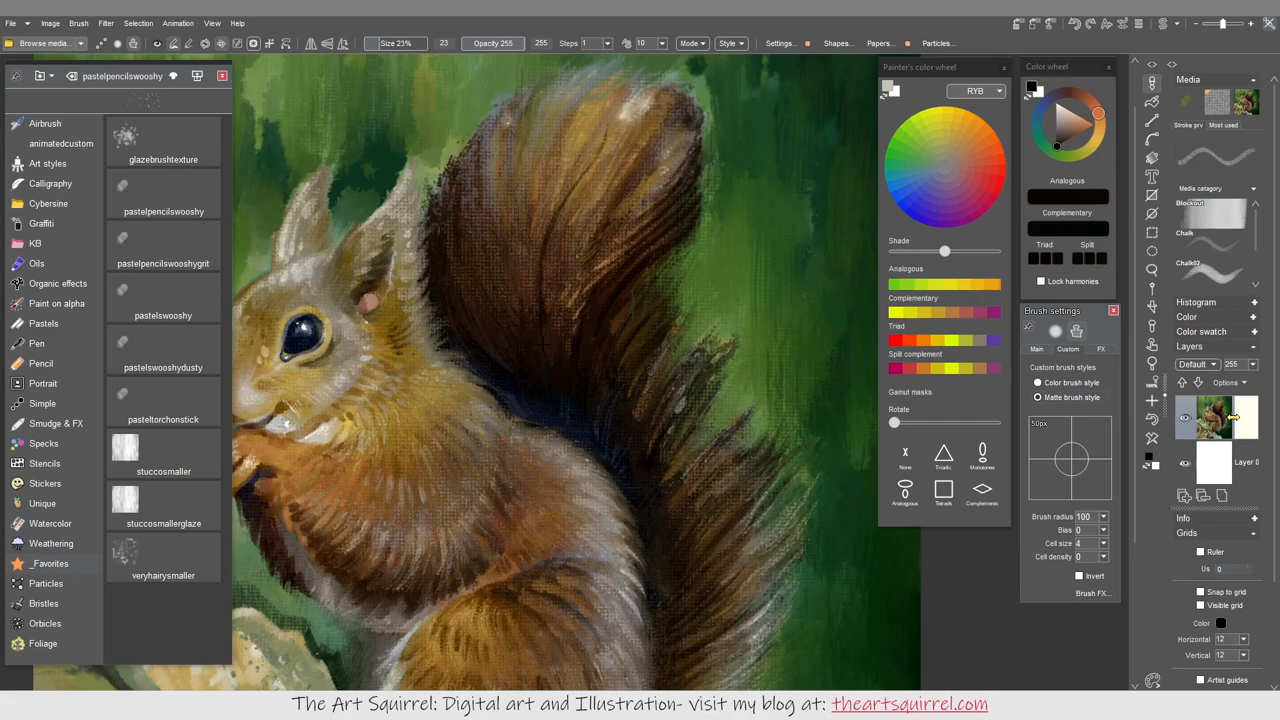 File Image Brush Filter Selection Animation View Help
Browse media... Size 23% 23 Opacity 255 255 Steps 1 10 Mode Style Settings... Shapes... Papers... Particles...
pastelpencilswooshy
Airbrush
animatedcustom
Art styles
Calligraphy
Cybersine
Graffiti
KB
Oils
Organic effects
Paint on alpha
Pastels
Pen
Pencil
Portrait
Simple
Smudge & FX
Specks
Stencils
Stickers
Unique
Watercolor
Weathering
_Favorites
Particles
Bristles
Orbicles
Foliage
glazebrushtexture
pastelpencilswooshy
pastelpencilswooshygrit
pastelswooshy
pastelswooshydusty
pasteltorchonstick
stuccosmaller
stuccosmallerglaze
veryhairysmaller
Painter's color wheel
RYB
Shade
Analogous
Complementary
Triad
Split complement
Gamut masks
Rotate
None Triadic Monotones
Analogous Tetrads Complements
Color wheel
Analogous
Complementary
Triad Split
Lock harmonies
Brush settings
Main Custom FX
Custom brush styles
Color brush style
Matte brush style
50px
Brush radius 100
Bias 0
Cell size 4
Cell density 0
Invert
Brush FX...
Media
Stroke prv Most used
Media catagory
Blockout
Chalk
Chalk02
Histogram
Color
Color swatch
Layers
Default 255
Options
Layer 0
Info
Grids
Ruler
Us 0
Snap to grid
Visible grid
Color
Horizontal 12
Vertical 12
Artist guides
The Art Squirrel: Digital art and Illustration- visit my blog at: theartsquirrel.com